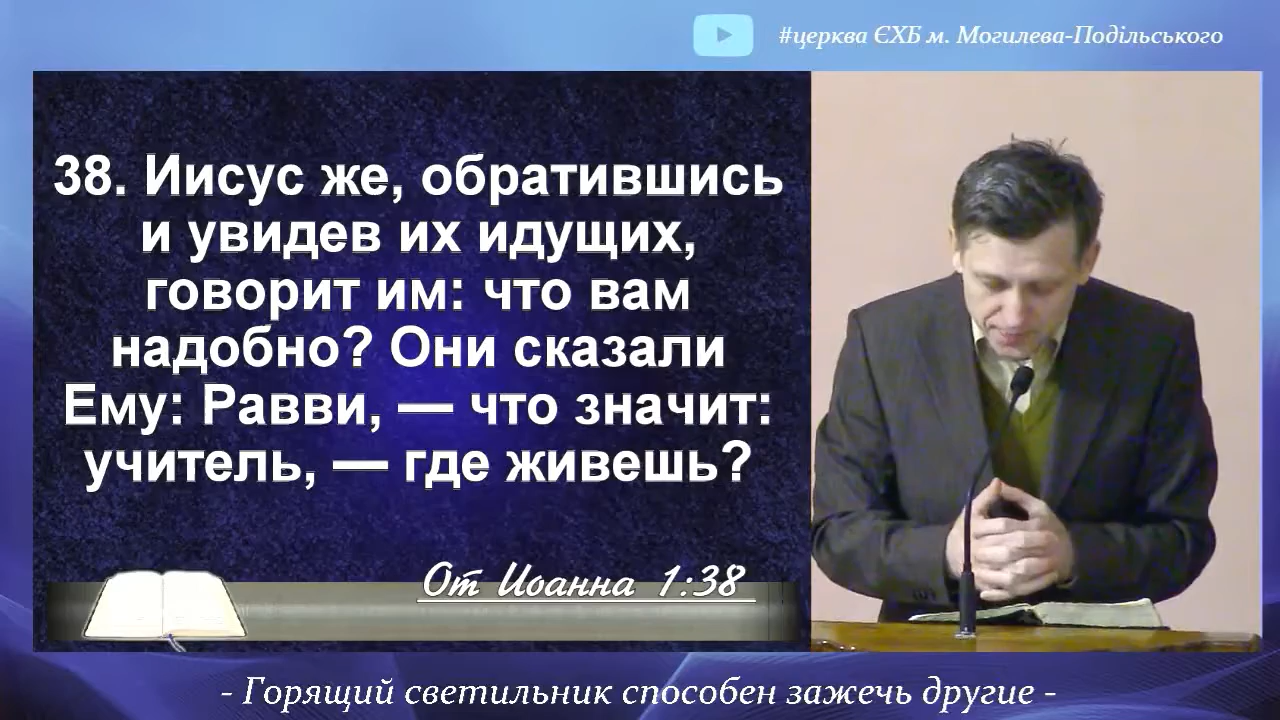 #церква ЄХБ м. Могилева-Подільського
38. Иисус же, обратившись
и увидев их идущих,
говорит им: что вам
надобно? Они сказали
Ему: Равви, — что значит:
учитель, — где живешь?
От Иоанна 1:38
- Горящий светильник способен зажечь другие -